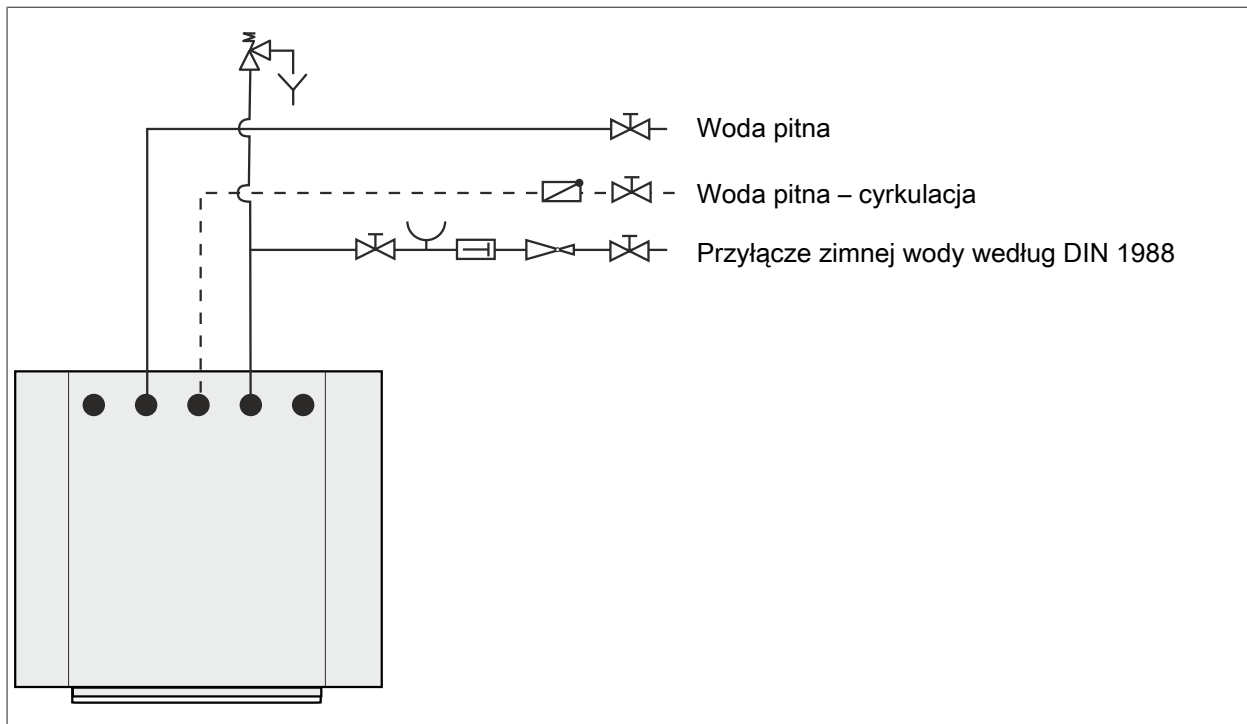 Woda pitna
Woda pitna – cyrkulacja
Przyłącze zimnej wody według DIN 1988